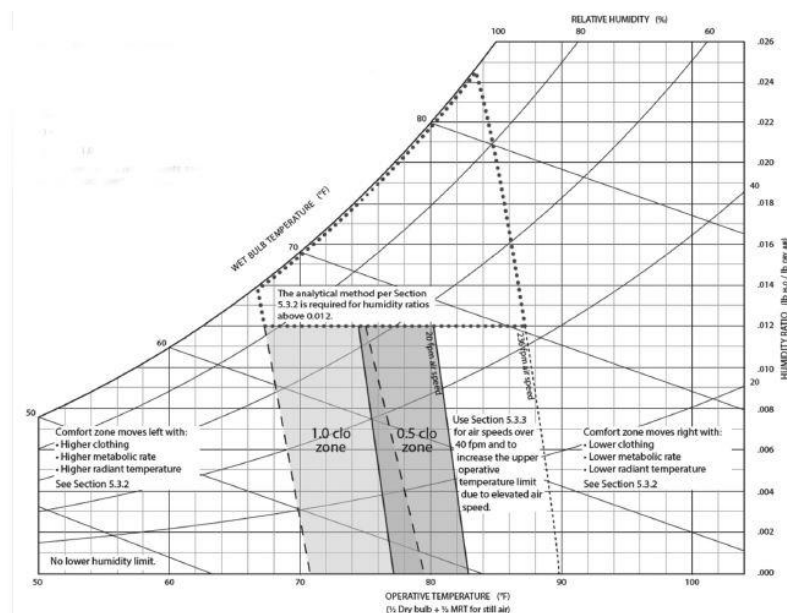 RELATIVE HUMIDITY (%)
100
80
60
.026
.024
80
.022
.020
WET BULB TEMPERATURE (°F)
40
.018
70
.016
.014
The analytical method per Section
5.3.2 is required for humidity ratios
above 0.012.
.012
60
20 fpm air speed
236 fpm air speed
HUMIDITY RATIO
.010
20
50
.008
Comfort zone moves left with:
• Higher clothing
• Higher metabolic rate
• Higher radiant temperature
See Section 5.3.2
1.0 clo
zone
0.5 clo
zone
Use Section 5.3.3
for air speeds over
40 fpm and to
increase the upper
operative
temperature limit
due to elevated air
speed.
Comfort zone moves right with:
• Lower clothing
• Lower metabolic rate
• Lower radiant temperature
See Section 5.3.2
.006
.004
.002
No lower humidity limit.
.000
50
60
70
80
90
100
OPERATIVE TEMPERATURE (°F)
(½ Dry bulb + ½ MRT for still air)